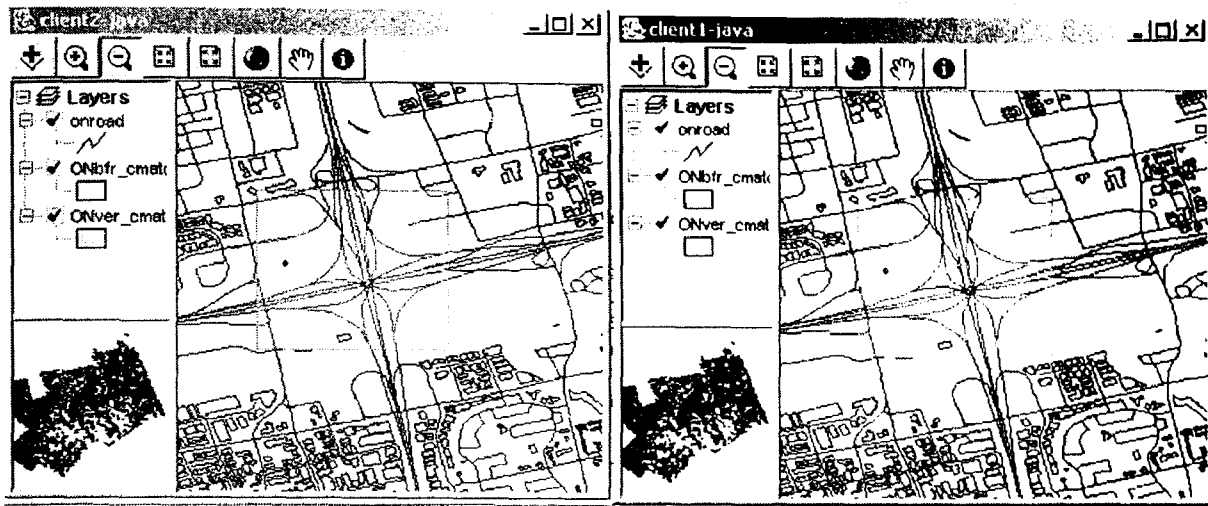 client2-java
Layers
onroad
ONbfr_cmat
ONver_cmat
client1-java
Layers
onroad
ONbfr_cmat
ONver_cmat